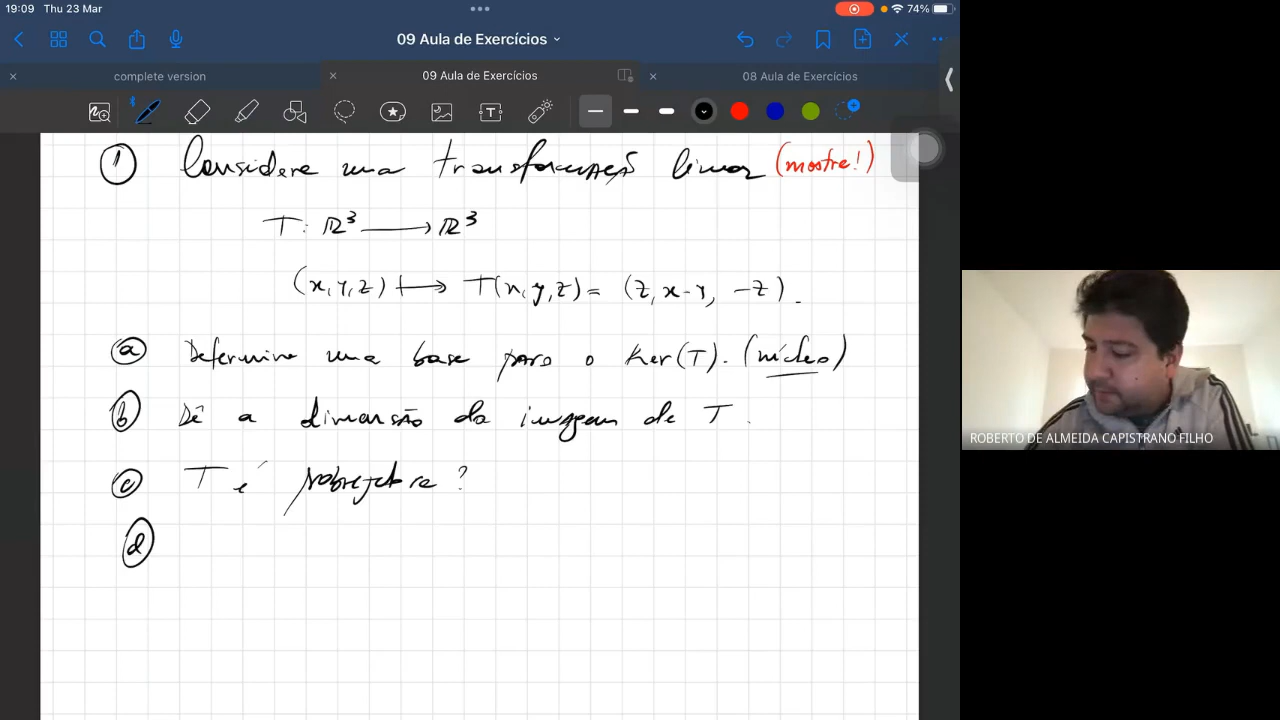 19:09 Thu 23 Mar
74%
09 Aula de Exercícios
complete version
09 Aula de Exercícios
08 Aula de Exercícios
① Considere uma transformação linear (mostre!)
T: ℝ³ ⟶ ℝ³
(x, y, z) ⟼ T(x, y, z) = (z, x-y, -z).
ⓐ Determine uma base para o Ker(T). (núcleo)
ⓑ Dê a dimensão da imagem de T.
ⓒ T é sobrejetora?
ⓓ
ROBERTO DE ALMEIDA CAPISTRANO FILHO